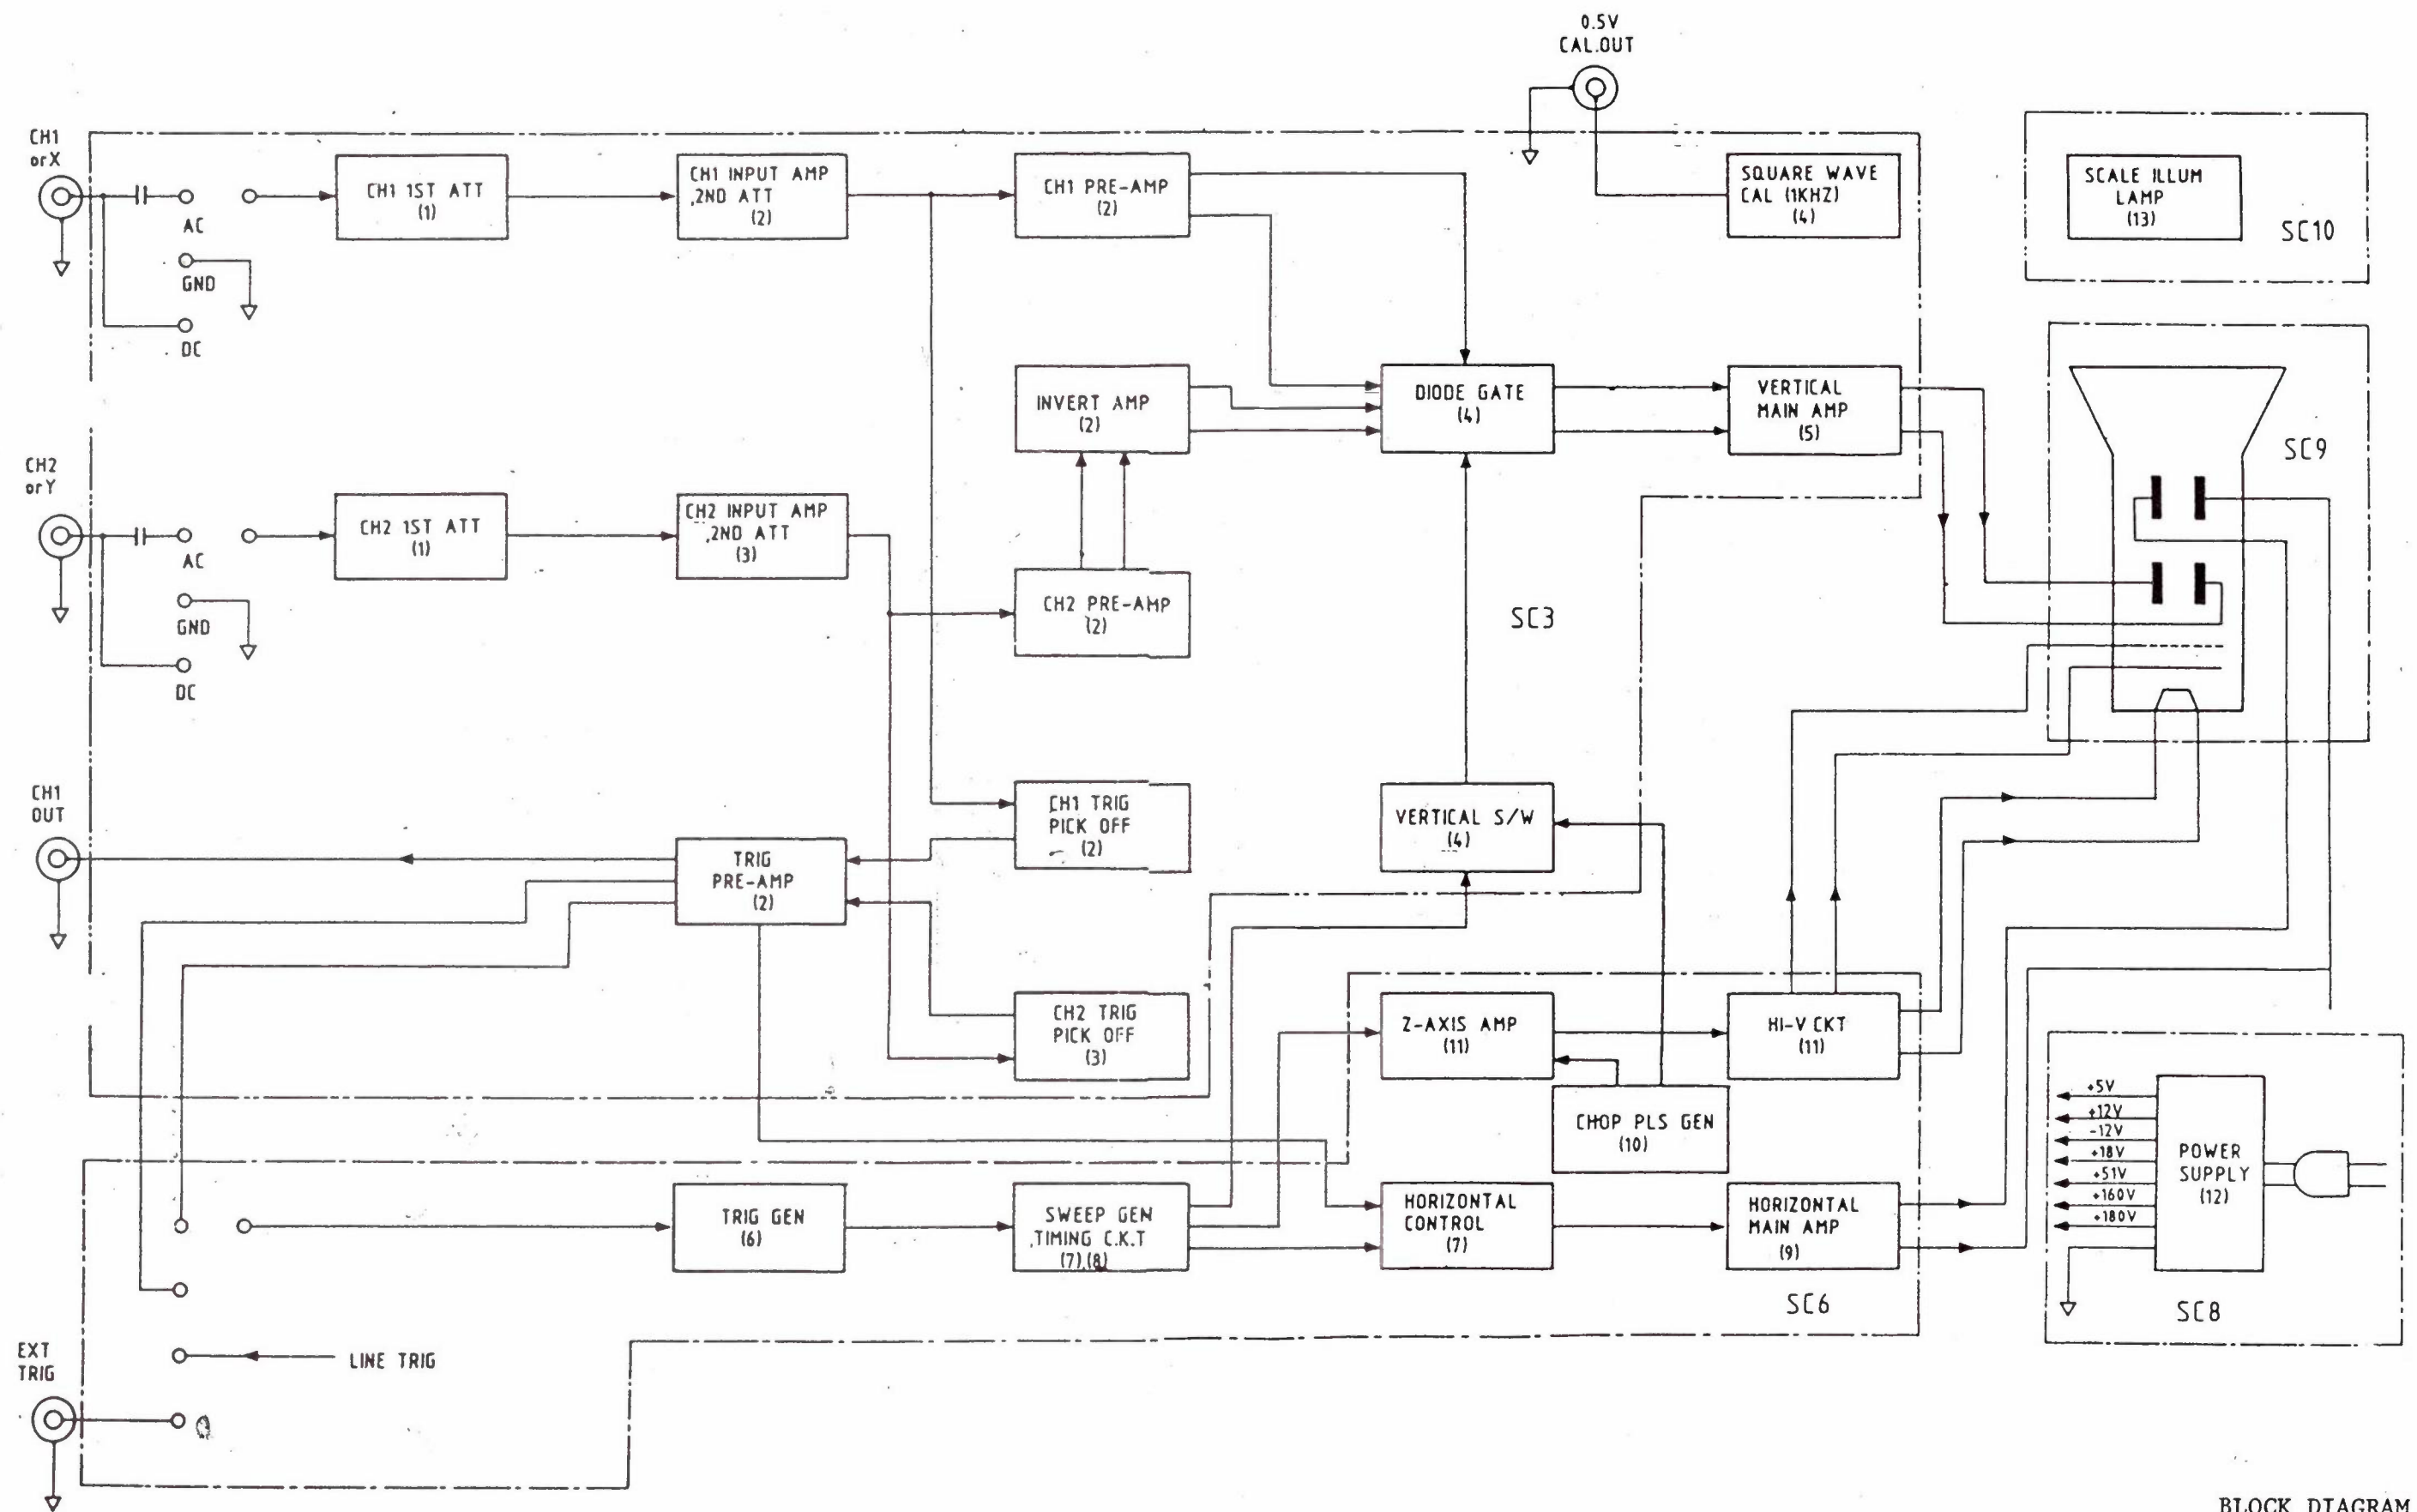 0.5V
CAL.OUT
CH1
orX
AC
GND
DC
CH1 1ST ATT
(1)
CH1 INPUT AMP
,2ND ATT
(2)
CH1 PRE-AMP
(2)
SQUARE WAVE
CAL (1KHZ)
(4)
SCALE ILLUM
LAMP
(13)
SC10
INVERT AMP
(2)
DIODE GATE
(4)
VERTICAL
MAIN AMP
(5)
SC9
CH2
orY
AC
GND
DC
CH2 1ST ATT
(1)
CH2 INPUT AMP
,2ND ATT
(3)
CH2 PRE-AMP
(2)
SC3
CH1
OUT
TRIG
PRE-AMP
(2)
CH1 TRIG
PICK OFF
(2)
VERTICAL S/W
(4)
CH2 TRIG
PICK OFF
(3)
Z-AXIS AMP
(11)
HI-V CKT
(11)
CHOP PLS GEN
(10)
+5V
+12V
-12V
+18V
+51V
+160V
+180V
POWER
SUPPLY
(12)
SC8
TRIG GEN
(6)
SWEEP GEN
,TIMING C.K.T
(7),(8)
HORIZONTAL
CONTROL
(7)
HORIZONTAL
MAIN AMP
(9)
SC6
LINE TRIG
EXT
TRIG
BLOCK DIAGRAM